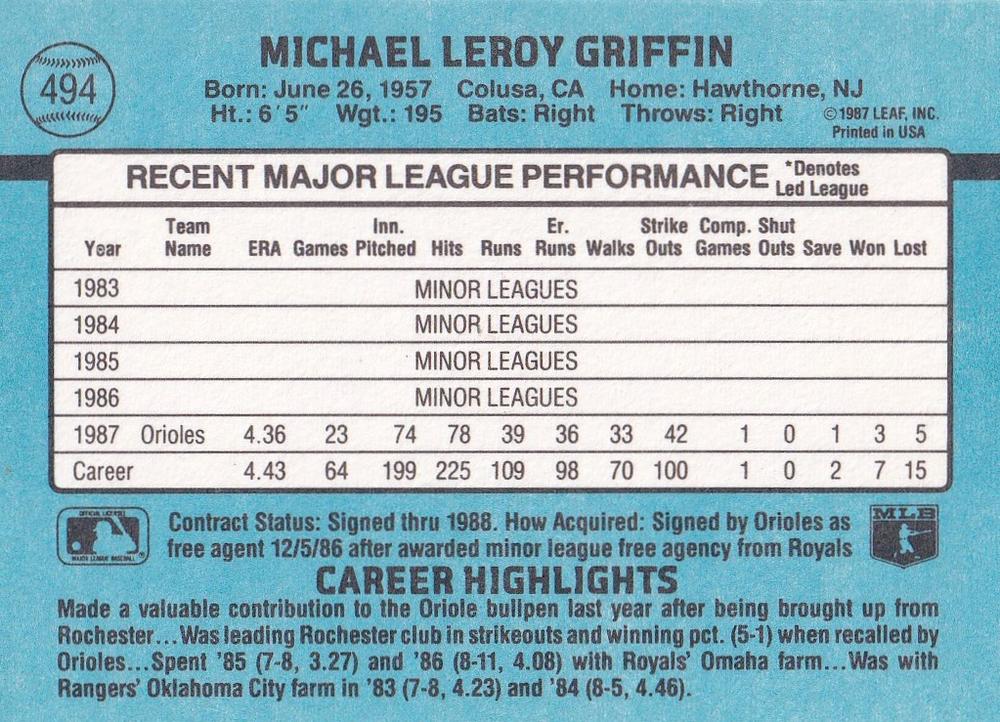 494
MICHAEL LEROY GRIFFIN
Born: June 26, 1957 Colusa, CA Home: Hawthorne, NJ
Ht.: 6'5" Wgt.: 195 Bats: Right Throws: Right
©1987 LEAF, INC.
Printed in USA
RECENT MAJOR LEAGUE PERFORMANCE *Denotes Led League
Year Team Name ERA Games Inn. Pitched Hits Runs Er. Runs Walks Strike Outs Comp. Games Shut Outs Save Won Lost
1983 MINOR LEAGUES
1984 MINOR LEAGUES
1985 MINOR LEAGUES
1986 MINOR LEAGUES
1987 Orioles 4.36 23 74 78 39 36 33 42 1 0 1 3 5
Career 4.43 64 199 225 109 98 70 100 1 0 2 7 15
OFFICIAL LICENSEE
MAJOR LEAGUE BASEBALL
Contract Status: Signed thru 1988. How Acquired: Signed by Orioles as
free agent 12/5/86 after awarded minor league free agency from Royals
MLB
CAREER HIGHLIGHTS
Made a valuable contribution to the Oriole bullpen last year after being brought up from
Rochester...Was leading Rochester club in strikeouts and winning pct. (5-1) when recalled by
Orioles...Spent '85 (7-8, 3.27) and '86 (8-11, 4.08) with Royals' Omaha farm...Was with
Rangers' Oklahoma City farm in '83 (7-8, 4.23) and '84 (8-5, 4.46).